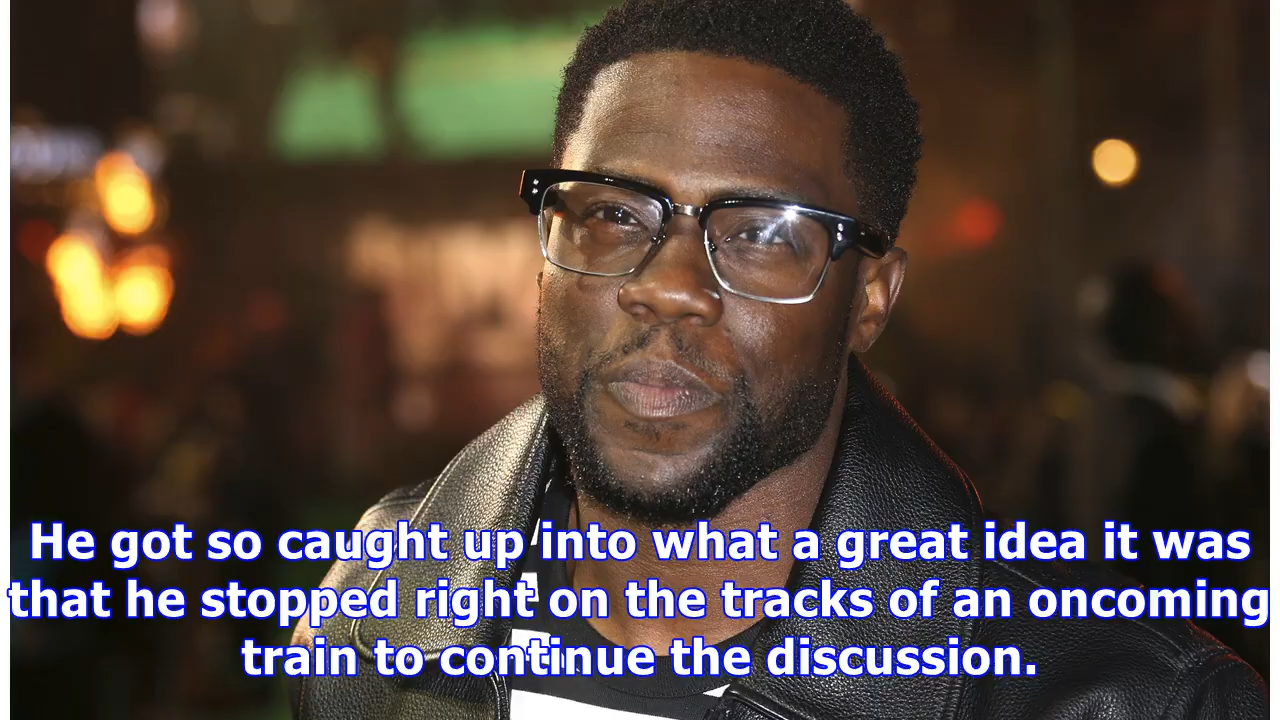 He got so caught up into what a great idea it was
that he stopped right on the tracks of an oncoming
train to continue the discussion.